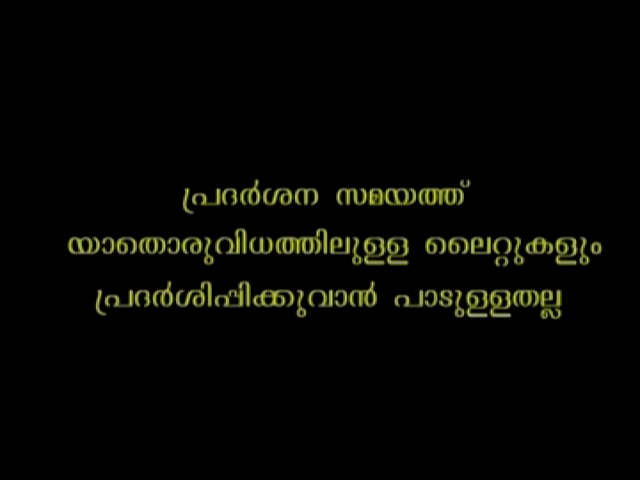 പ്രദർശന സമയത്ത്
യാതൊരുവിധത്തിലുള്ള ലൈറ്റുകളും
പ്രദർശിപ്പിക്കുവാൻ പാടുള്ളതല്ല